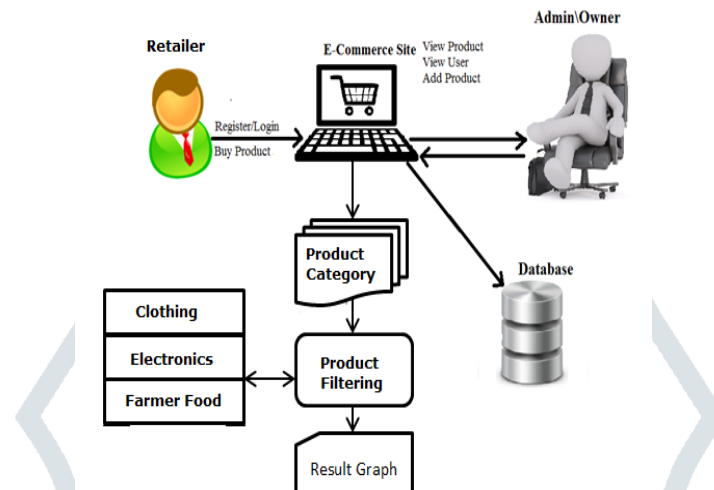 Admin\Owner
Retailer
E-Commerce Site
View Product
View User
Add Product
Register/Login
Buy Product
Product
Category
Database
Clothing
Electronics
Farmer Food
Product
Filtering
Result Graph